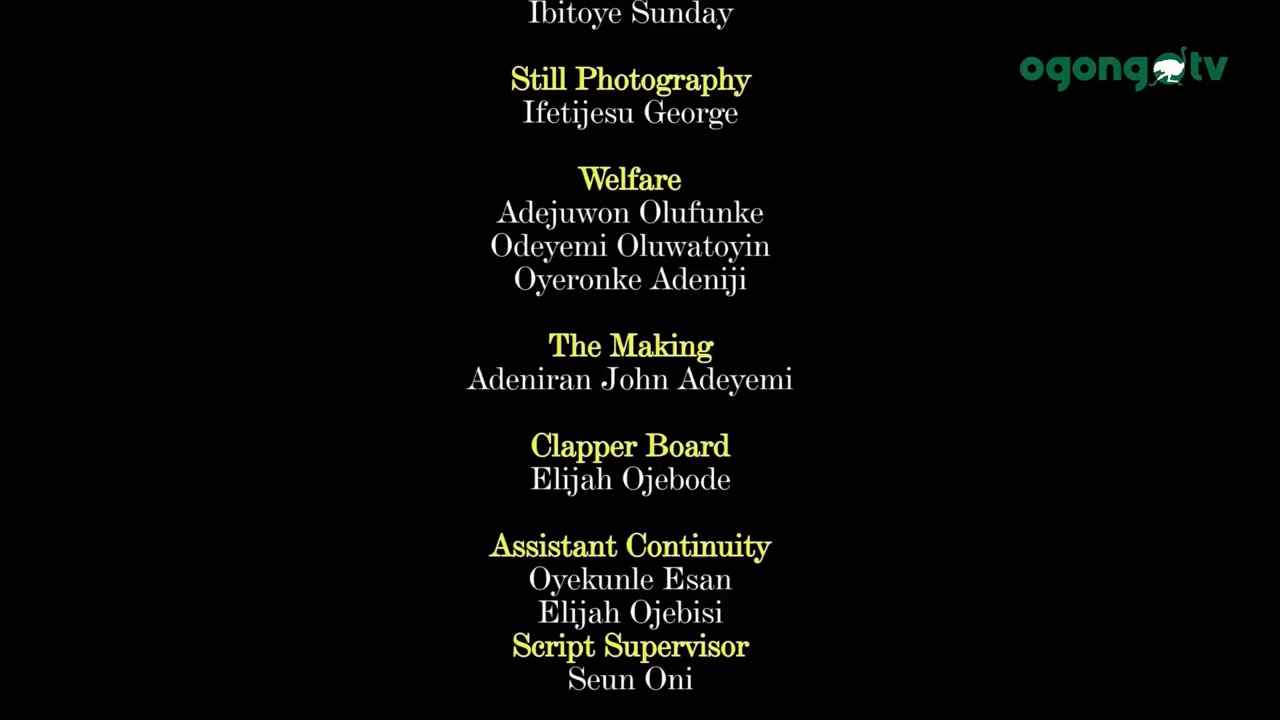 Ibitoye Sunday
ogongotv
Still Photography
Ifetijesu George
Welfare
Adejuwon Olufunke
Odeyemi Oluwatoyin
Oyeronke Adeniji
The Making
Adeniran John Adeyemi
Clapper Board
Elijah Ojebode
Assistant Continuity
Oyekunle Esan
Elijah Ojebisi
Script Supervisor
Seun Oni